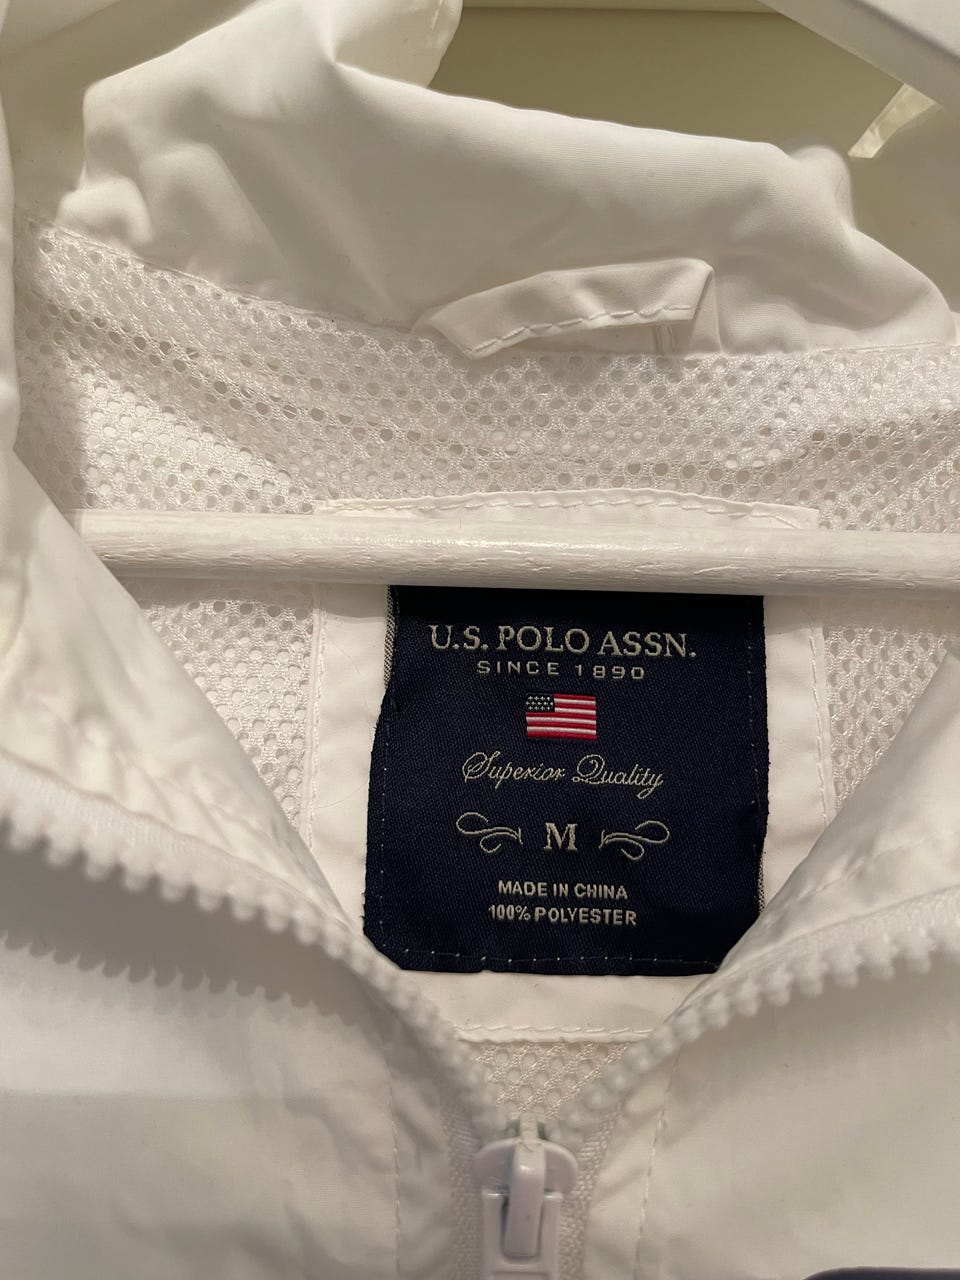 U.S. POLO ASSN.
SINCE 1890
Superior Quality
M
MADE IN CHINA
100% POLYESTER